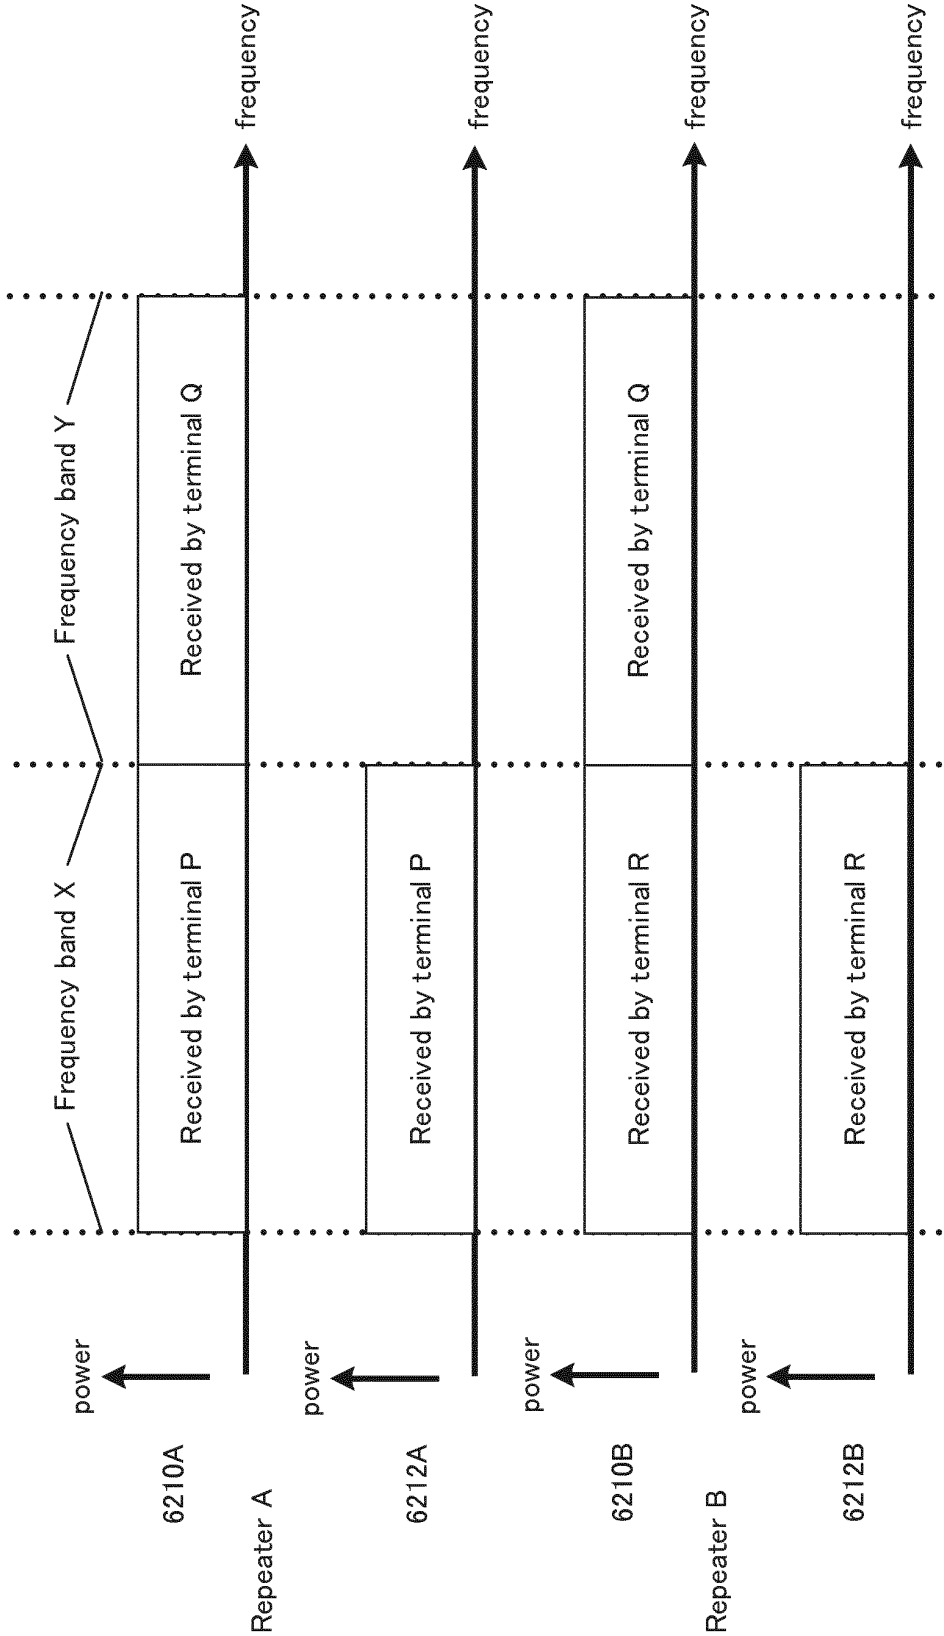 Frequency band X
Frequency band Y
power
6210A
Received by terminal P
Received by terminal Q
frequency
Repeater A
power
6212A
Received by terminal P
frequency
power
6210B
Received by terminal R
Received by terminal Q
frequency
Repeater B
power
6212B
Received by terminal R
frequency